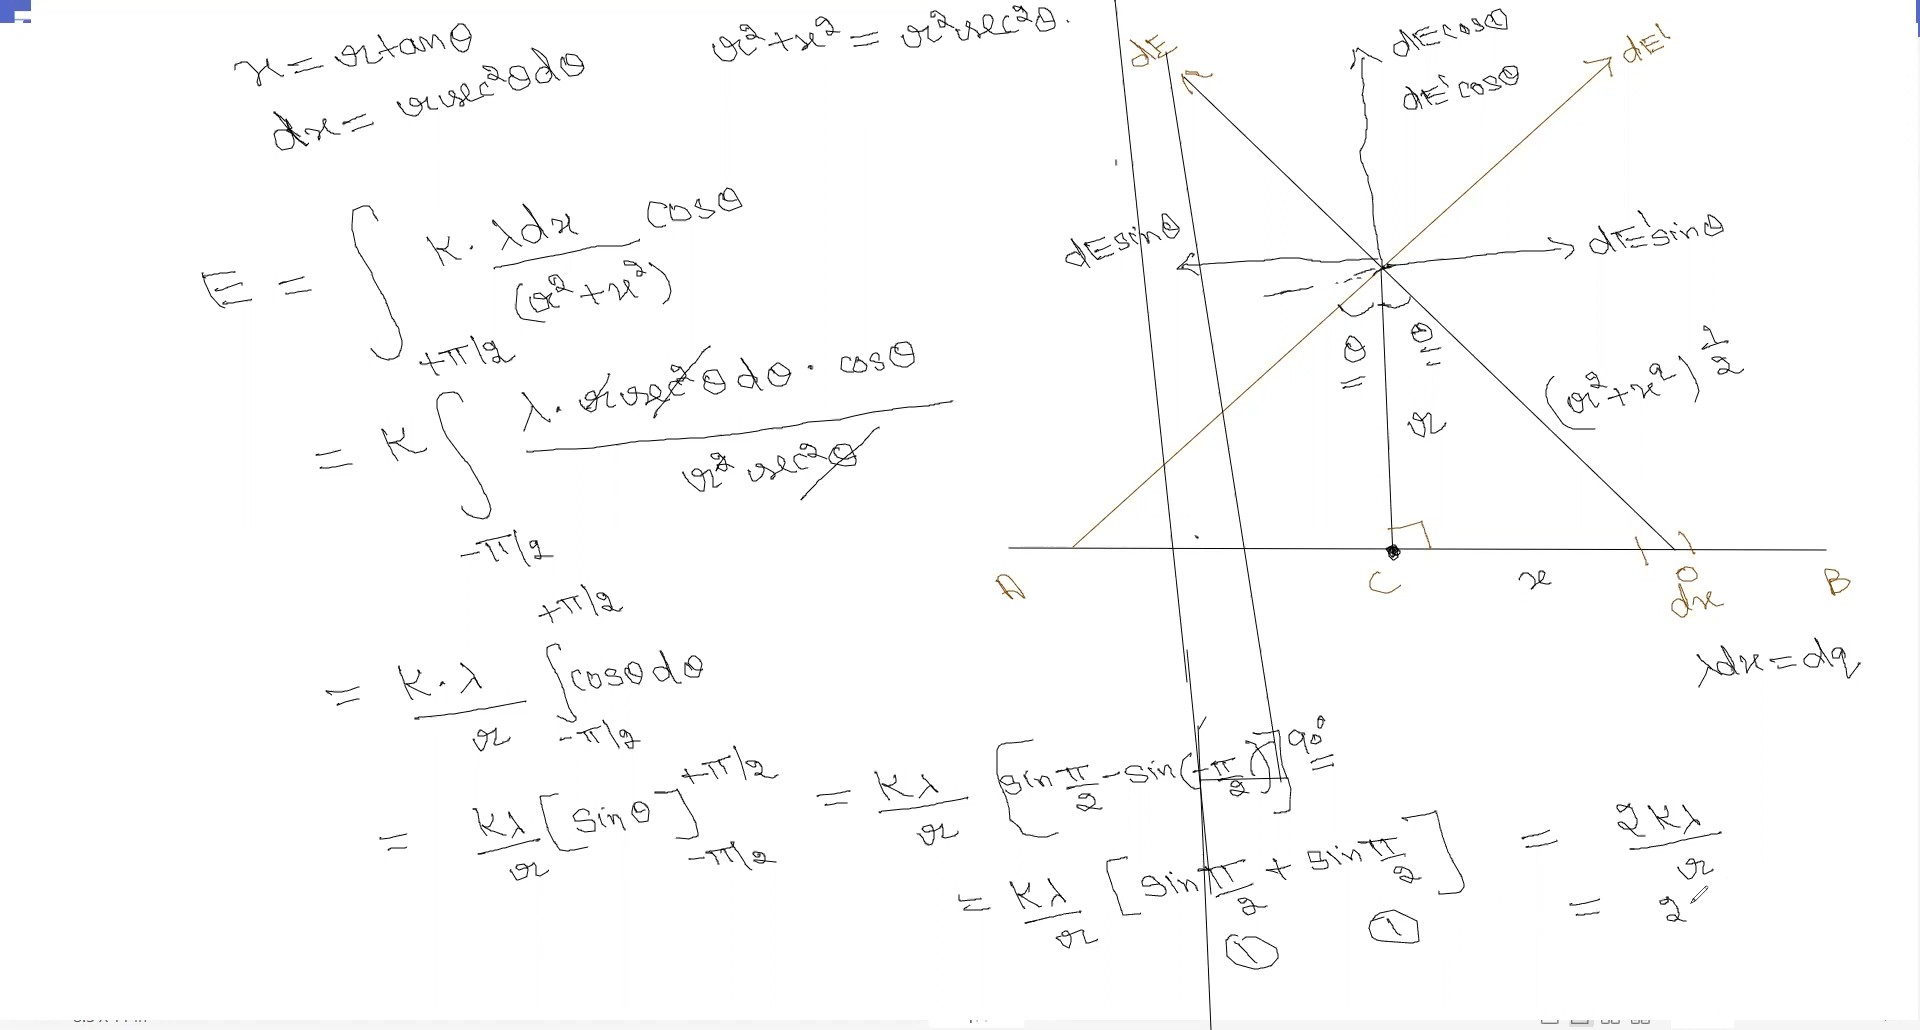 x = r tanθ
dx = r sec²θ dθ
r² + x² = r² sec²θ.
E = ∫ K · λdx / (r² + x²) cosθ
= K ∫_{-π/2}^{+π/2} λ · r sec²θ dθ · cosθ / r² sec²θ
= K·λ / r ∫_{-π/2}^{+π/2} cosθ dθ
= Kλ / r [sinθ]_{-π/2}^{+π/2}
= Kλ / r [sin π/2 - sin(-π/2)]
90°
=
= Kλ / r [sin π/2 + sin π/2]
1 1
= 2Kλ / r
= 2
dE
dE cosθ
dE' cosθ
dE'
dE sinθ
dE' sinθ
θ θ
r
(r² + x²)^{1/2}
A C x O B
dx
λdx = dq